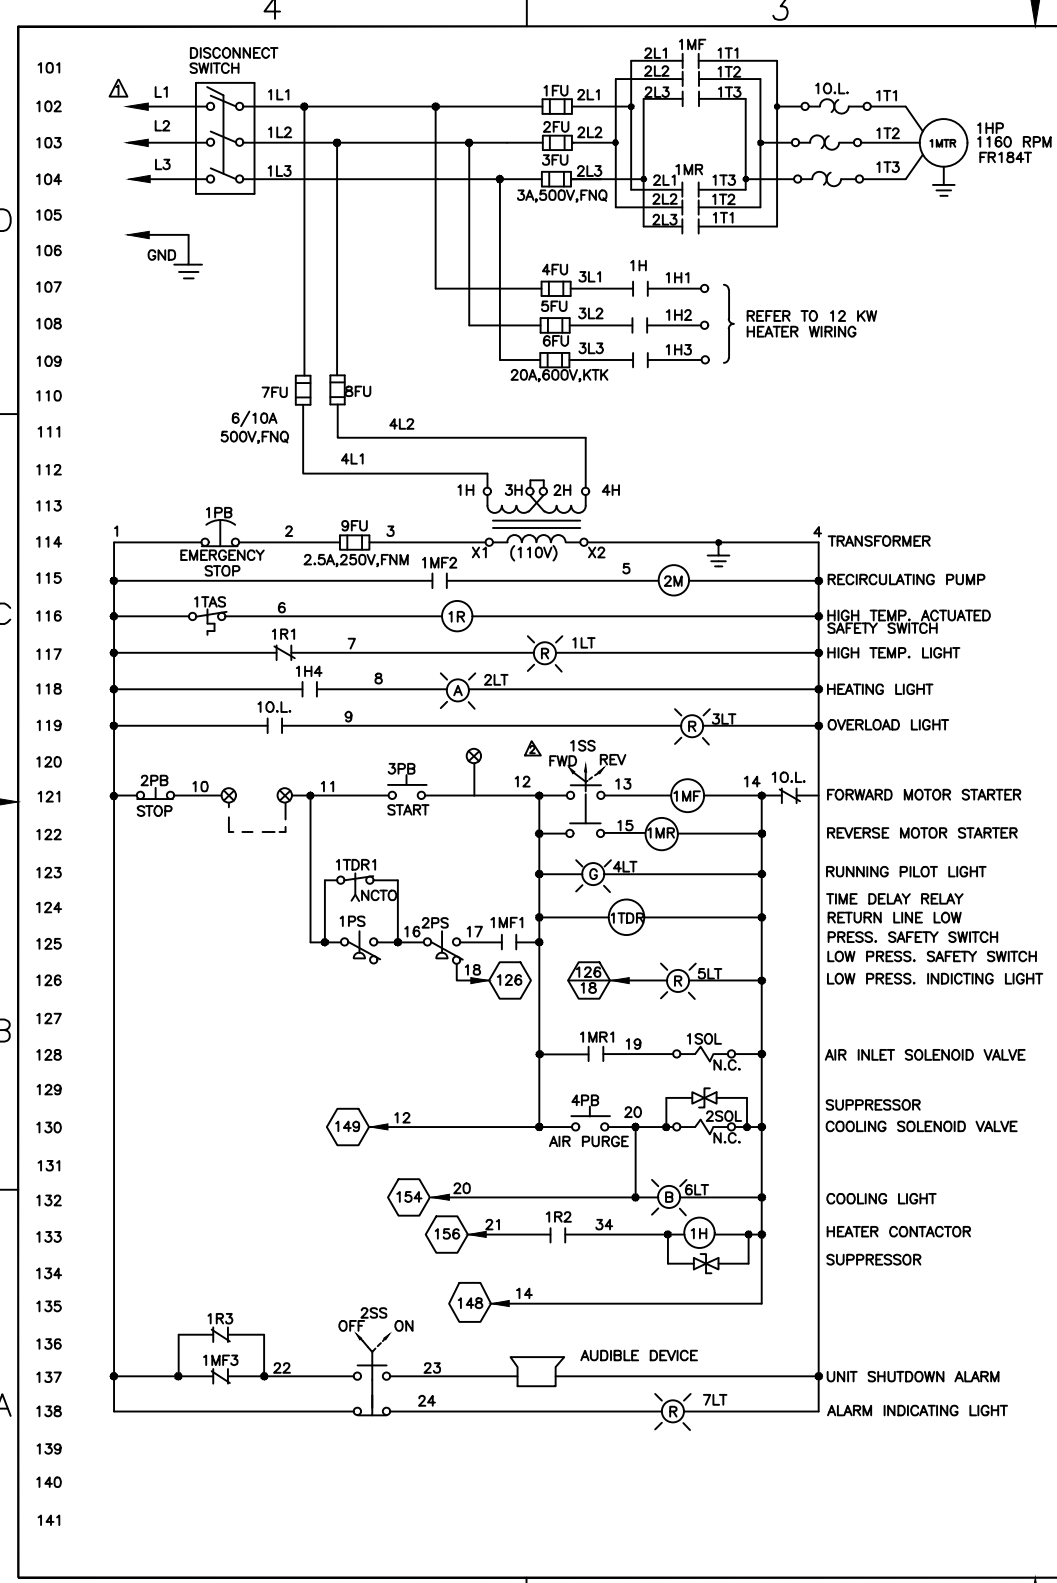 4 3
101 DISCONNECT SWITCH 2L1 1MF 1T1
2L2 1T2
2L3 1T3
102 1 L1 1L1 1FU 2L1 1O.L. 1T1
103 L2 1L2 2FU 2L2 1T2 1MTR 1HP
1160 RPM
FR184T
104 L3 1L3 3FU 2L3 1T3
3A,500V,FNQ
1MR
2L1 1T3
2L2 1T2
2L3 1T1
D
105
106 GND
107 4FU 3L1 1H 1H1
108 5FU 3L2 1H2 REFER TO 12 KW
HEATER WIRING
109 6FU 3L3 1H3
20A,600V,KTK
110 7FU 8FU
6/10A
500V,FNQ
111 4L2
112 4L1
1H 3H 2H 4H
113
114 1 1PB 2 9FU 3 X1 (110V) X2 4 TRANSFORMER
EMERGENCY
STOP
2.5A,250V,FNM
115 1MF2 5 2M RECIRCULATING PUMP
C
116 1TAS 6 1R HIGH TEMP. ACTUATED
SAFETY SWITCH
117 1R1 7 R 1LT HIGH TEMP. LIGHT
118 1H4 8 A 2LT HEATING LIGHT
119 1O.L. 9 R 3LT OVERLOAD LIGHT
120 2 1SS
FWD REV
121 2PB 10 11 3PB 12 13 1MF 14 1O.L. FORWARD MOTOR STARTER
STOP START
122 15 1MR REVERSE MOTOR STARTER
123 1TDR1 G 4LT RUNNING PILOT LIGHT
NCTO
124 1TDR TIME DELAY RELAY
RETURN LINE LOW
125 1PS 16 2PS 17 1MF1 PRESS. SAFETY SWITCH
LOW PRESS. SAFETY SWITCH
126 18 126 126
18 R 5LT LOW PRESS. INDICTING LIGHT
B
127
128 1MR1 19 1SOL AIR INLET SOLENOID VALVE
N.C.
129 SUPPRESSOR
130 149 12 4PB 20 2SOL COOLING SOLENOID VALVE
AIR PURGE N.C.
131
132 154 20 B 6LT COOLING LIGHT
133 156 21 1R2 34 1H HEATER CONTACTOR
134 SUPPRESSOR
135 148 14
136 1R3 2SS
OFF ON
137 1MF3 22 23 AUDIBLE DEVICE UNIT SHUTDOWN ALARM
A
138 24 R 7LT ALARM INDICATING LIGHT
139
140
141